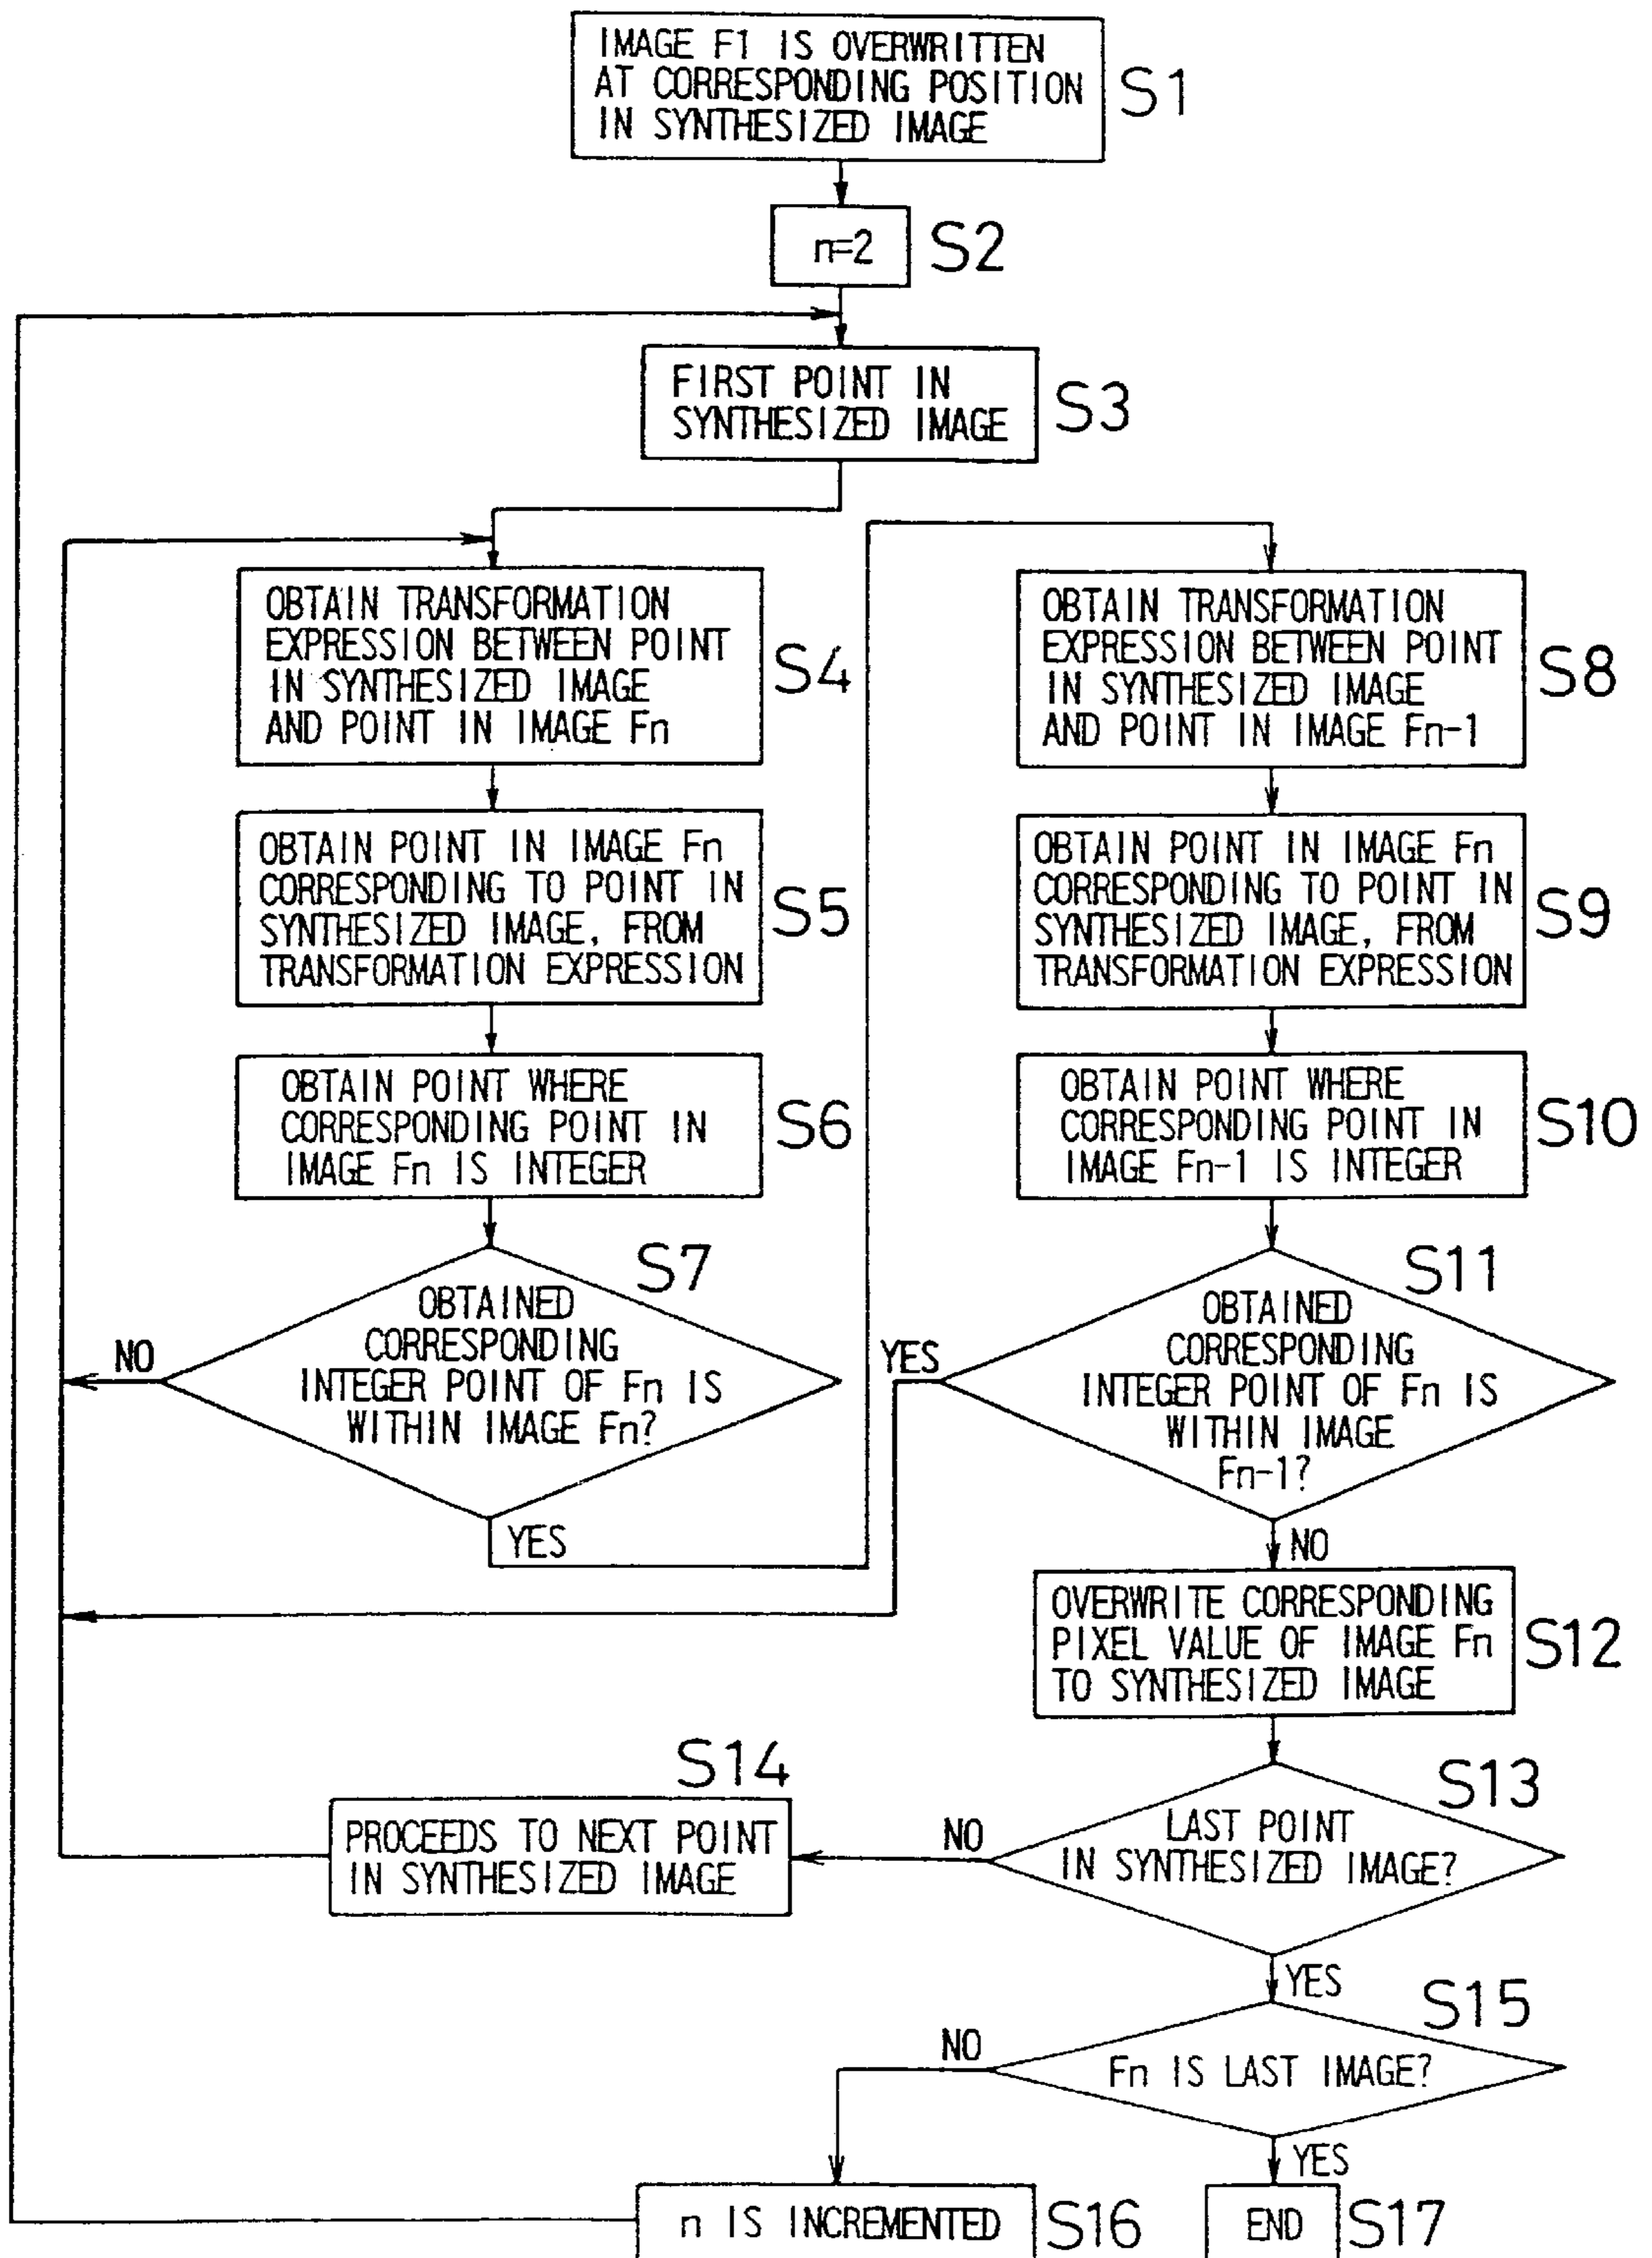 IMAGE F1 IS OVERWRITTEN
AT CORRESPONDING POSITION
IN SYNTHESIZED IMAGE
S1
n=2
S2
FIRST POINT IN
SYNTHESIZED IMAGE
S3
OBTAIN TRANSFORMATION
EXPRESSION BETWEEN POINT
IN SYNTHESIZED IMAGE
AND POINT IN IMAGE Fn
S4
OBTAIN POINT IN IMAGE Fn
CORRESPONDING TO POINT IN
SYNTHESIZED IMAGE, FROM
TRANSFORMATION EXPRESSION
S5
OBTAIN POINT WHERE
CORRESPONDING POINT IN
IMAGE Fn IS INTEGER
S6
S7
OBTAINED
CORRESPONDING
INTEGER POINT OF Fn IS
WITHIN IMAGE Fn?
NO
YES
OBTAIN TRANSFORMATION
EXPRESSION BETWEEN POINT
IN SYNTHESIZED IMAGE
AND POINT IN IMAGE Fn-1
S8
OBTAIN POINT IN IMAGE Fn
CORRESPONDING TO POINT IN
SYNTHESIZED IMAGE, FROM
TRANSFORMATION EXPRESSION
S9
OBTAIN POINT WHERE
CORRESPONDING POINT IN
IMAGE Fn-1 IS INTEGER
S10
S11
OBTAINED
CORRESPONDING
INTEGER POINT OF Fn IS
WITHIN IMAGE
Fn-1?
YES
NO
OVERWRITE CORRESPONDING
PIXEL VALUE OF IMAGE Fn
TO SYNTHESIZED IMAGE
S12
S13
LAST POINT
IN SYNTHESIZED IMAGE?
NO
S14
PROCEEDS TO NEXT POINT
IN SYNTHESIZED IMAGE
YES
S15
Fn IS LAST IMAGE?
NO
YES
n IS INCREMENTED
S16
END
S17